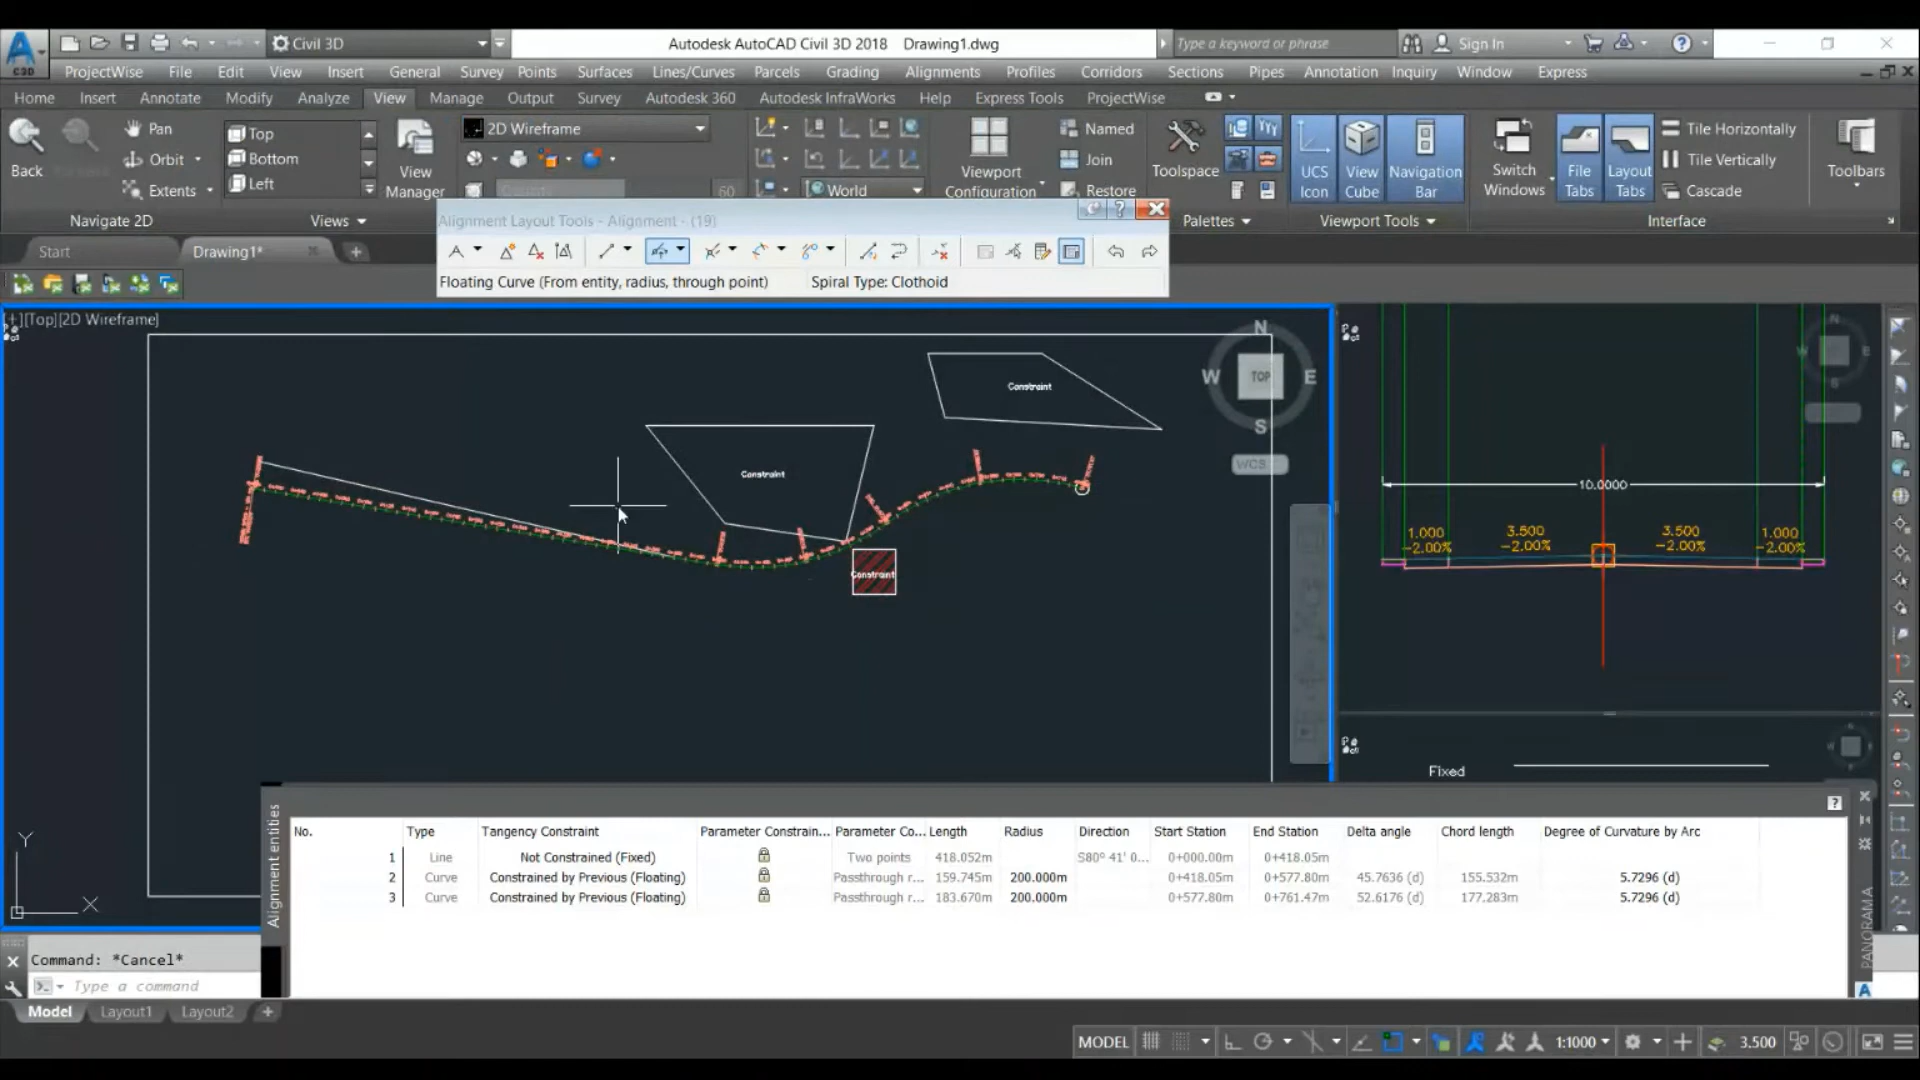 Civil 3D
Autodesk AutoCAD Civil 3D 2018 Drawing1.dwg
Type a keyword or phrase
Sign In
C3D
ProjectWise File Edit View Insert General Survey Points Surfaces Lines/Curves Parcels Grading Alignments Profiles Corridors Sections Pipes Annotation Inquiry Window Express
Home Insert Annotate Modify Analyze View Manage Output Survey Autodesk 360 Autodesk InfraWorks Help Express Tools ProjectWise
Back
Pan
Orbit
Extents
Top
Bottom
Left
View Manager
2D Wireframe
60
World
Viewport Configuration
Named
Join
Restore
Toolspace
UCS Icon
View Cube
Navigation Bar
Switch Windows
File Tabs
Layout Tabs
Tile Horizontally
Tile Vertically
Cascade
Toolbars
Navigate 2D
Views
Palettes
Viewport Tools
Interface
Alignment Layout Tools - Alignment - (19)
Floating Curve (From entity, radius, through point) Spiral Type: Clothoid
Start
Drawing1*
[+][Top][2D Wireframe]
N
W TOP E
S
WCS
Constraint
Constraint
Constraint
10.0000
1.000
-2.00%
3.500
-2.00%
3.500
-2.00%
1.000
-2.00%
Fixed
Alignment entities
No. Type Tangency Constraint Parameter Constrain... Parameter Co... Length Radius Direction Start Station End Station Delta angle Chord length Degree of Curvature by Arc
1 Line Not Constrained (Fixed) Two points 418.052m S80° 41' 0... 0+000.00m 0+418.05m
2 Curve Constrained by Previous (Floating) Passthrough r... 159.745m 200.000m 0+418.05m 0+577.80m 45.7636 (d) 155.532m 5.7296 (d)
3 Curve Constrained by Previous (Floating) Passthrough r... 183.670m 200.000m 0+577.80m 0+761.47m 52.6176 (d) 177.283m 5.7296 (d)
PANORAMA
Y
X
Command: *Cancel*
Type a command
Model Layout1 Layout2
MODEL
1:1000
3.500